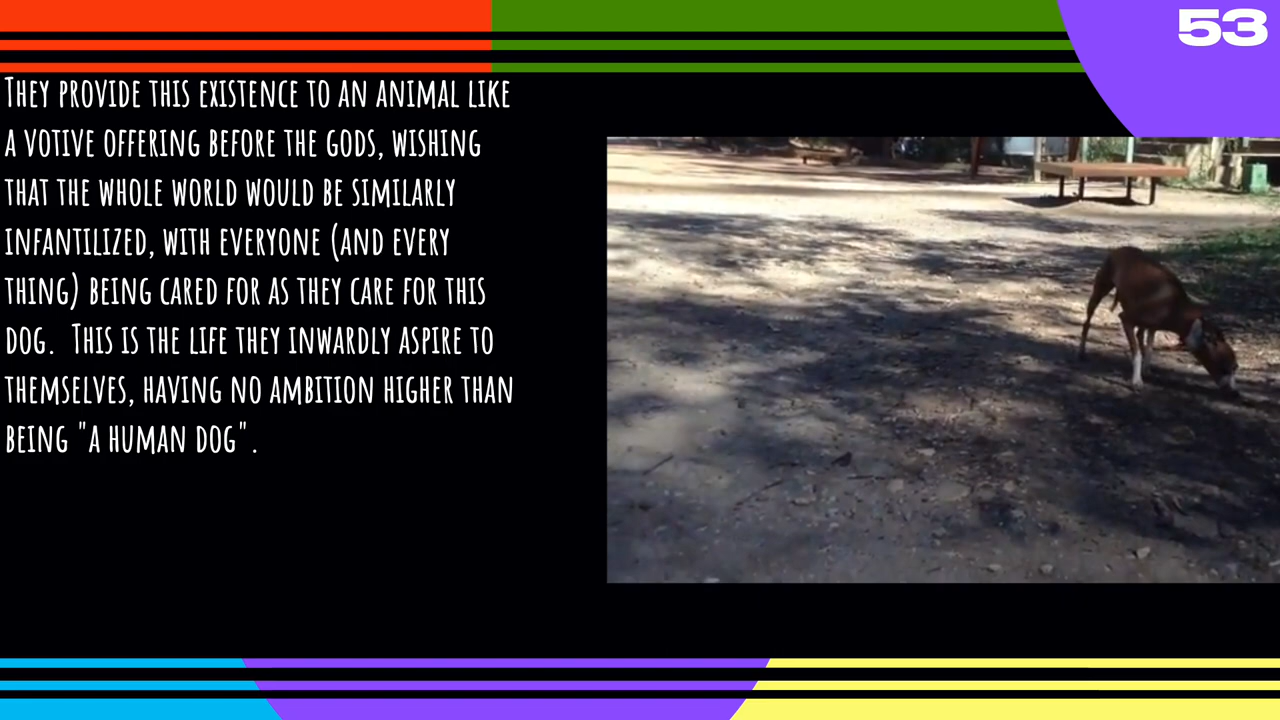 53
They provide this existence to an animal like
a votive offering before the gods, wishing
that the whole world would be similarly
infantilized, with everyone (and every
thing) being cared for as they care for this
dog.  This is the life they inwardly aspire to
themselves, having no ambition higher than
being "a human dog".